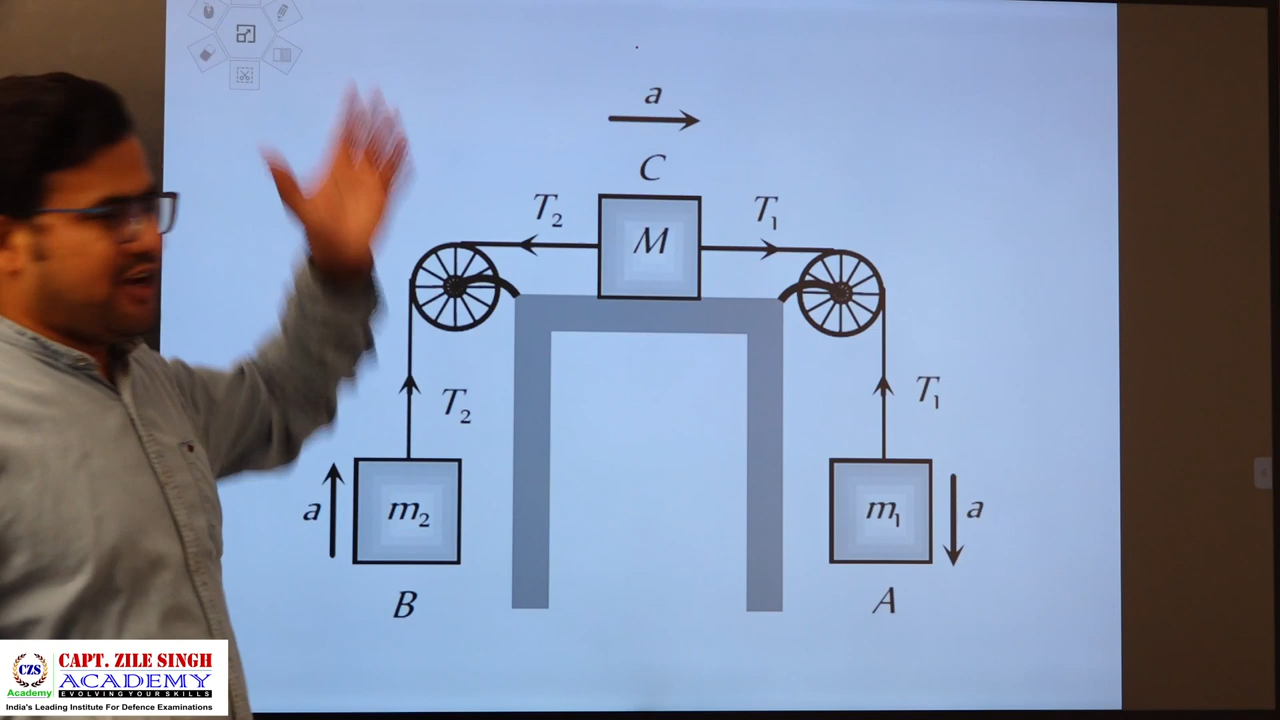 a
C
T₂
M
T₁
T₂
T₁
a
m₂
m₁
a
B
A
CZS
Academy
CAPT. ZILE SINGH
ACADEMY
EVOLVING YOUR SKILLS
India's Leading Institute For Defence Examinations